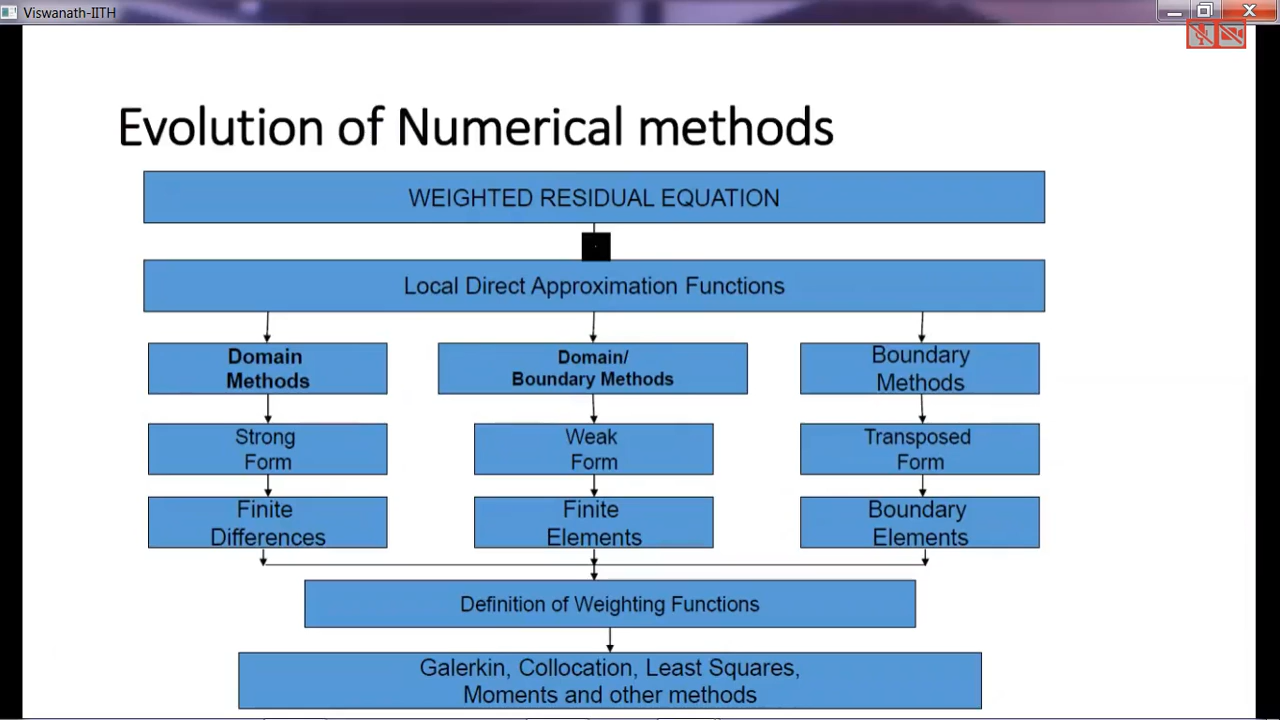 Viswanath-IITH
Evolution of Numerical methods
WEIGHTED RESIDUAL EQUATION
Local Direct Approximation Functions
Domain
Methods
Domain/
Boundary Methods
Boundary
Methods
Strong
Form
Weak
Form
Transposed
Form
Finite
Differences
Finite
Elements
Boundary
Elements
Definition of Weighting Functions
Galerkin, Collocation, Least Squares,
Moments and other methods